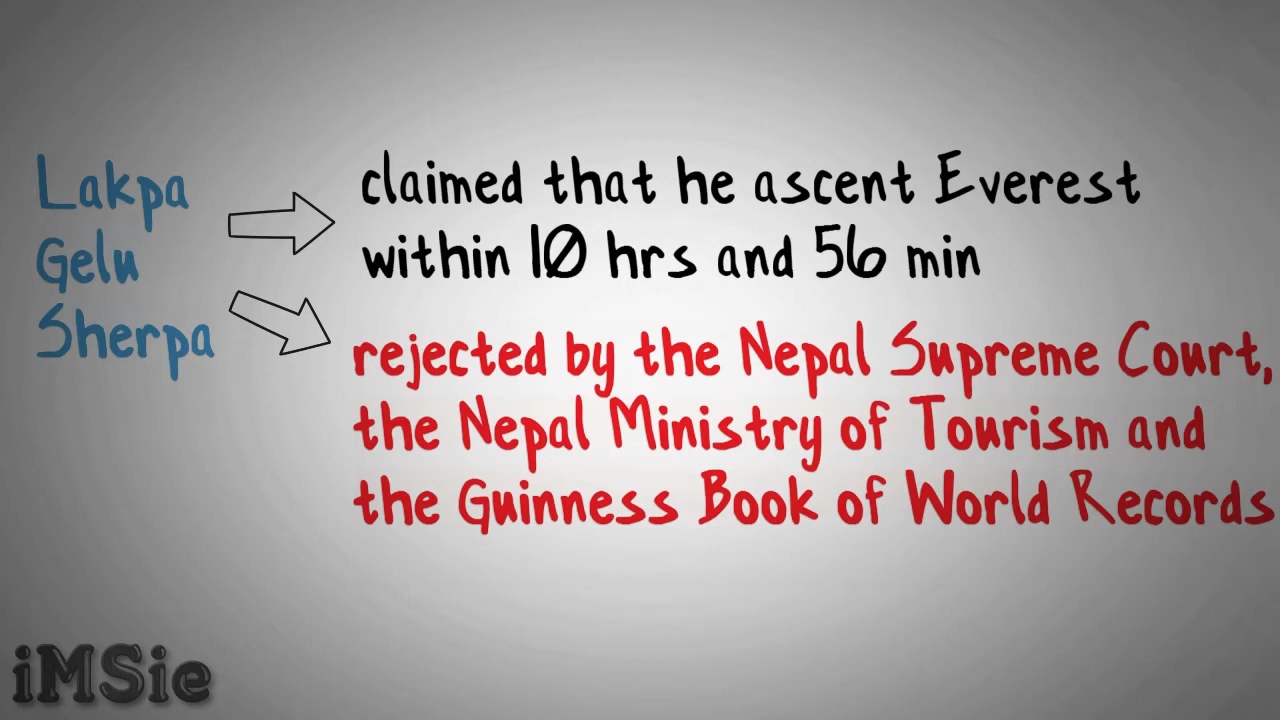 Lakpa
Gelu
Sherpa
claimed that he ascent Everest
within 10 hrs and 56 min
rejected by the Nepal Supreme Court,
the Nepal Ministry of Tourism and
the Guinness Book of World Records
iMSie